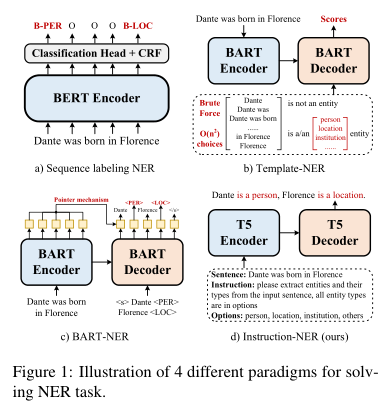 B-PER O O O B-LOC
Classification Head + CRF
BERT Encoder
Dante was born in Florence
a) Sequence labeling NER
Dante was born in Florence
Scores
BART Encoder
BART Decoder
Brute Force
O(n²) choices
Dante
Dante was
Dante was born
......
in Florence
Florence
is not an entity
is a/an
person
location
institution
......
entity
b) Template-NER
Pointer mechanism
Dante <PER> Florence <LOC> </s>
BART Encoder
BART Decoder
Dante was born
in Florence
<s> Dante <PER>
Florence <LOC>
c) BART-NER
Dante is a person, Florence is a location.
T5 Encoder
T5 Decoder
Sentence: Dante was born in Florence
Instruction: please extract entities and their
types from the input sentence, all entity
types are in options
Options: person, location, institution, others
d) Instruction-NER (ours)
Figure 1: Illustration of 4 different paradigms for solv-
ing NER task.